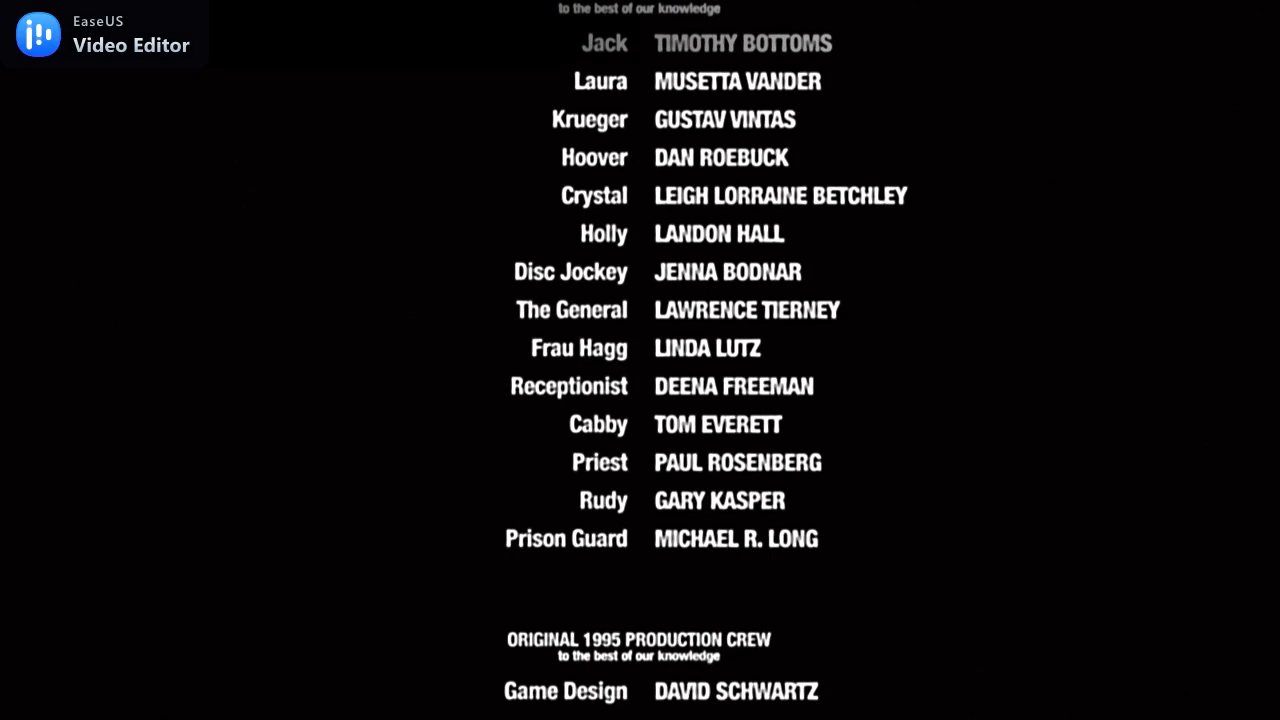 EaseUS
Video Editor
to the best of our knowledge
Jack TIMOTHY BOTTOMS
Laura MUSETTA VANDER
Krueger GUSTAV VINTAS
Hoover DAN ROEBUCK
Crystal LEIGH LORRAINE BETCHLEY
Holly LANDON HALL
Disc Jockey JENNA BODNAR
The General LAWRENCE TIERNEY
Frau Hagg LINDA LUTZ
Receptionist DEENA FREEMAN
Cabby TOM EVERETT
Priest PAUL ROSENBERG
Rudy GARY KASPER
Prison Guard MICHAEL R. LONG
ORIGINAL 1995 PRODUCTION CREW
to the best of our knowledge
Game Design DAVID SCHWARTZ